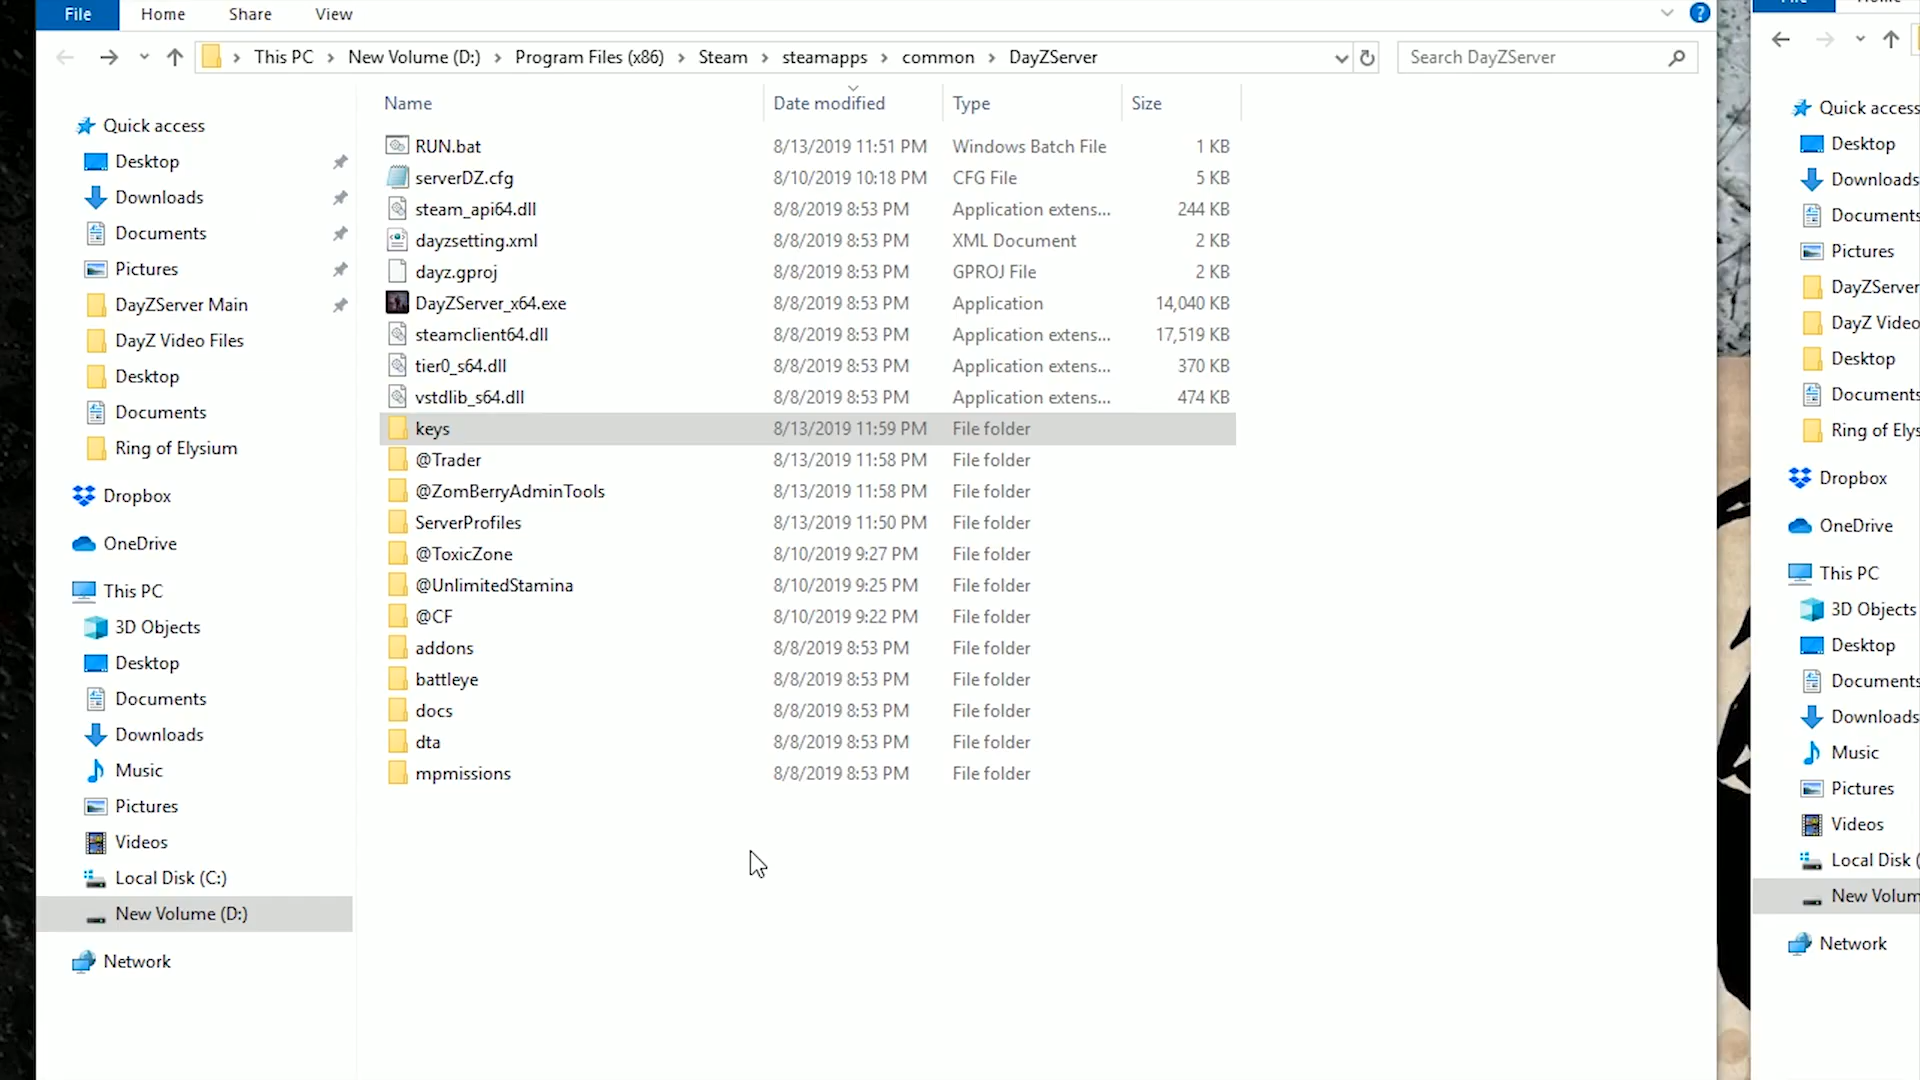 File Home Share View
This PC New Volume (D:) Program Files (x86) Steam steamapps common DayZServer Search DayZServer
Name Date modified Type Size
RUN.bat 8/13/2019 11:51 PM Windows Batch File 1 KB
serverDZ.cfg 8/10/2019 10:18 PM CFG File 5 KB
steam_api64.dll 8/8/2019 8:53 PM Application extens... 244 KB
dayzsetting.xml 8/8/2019 8:53 PM XML Document 2 KB
dayz.gproj 8/8/2019 8:53 PM GPROJ File 2 KB
DayZServer_x64.exe 8/8/2019 8:53 PM Application 14,040 KB
steamclient64.dll 8/8/2019 8:53 PM Application extens... 17,519 KB
tier0_s64.dll 8/8/2019 8:53 PM Application extens... 370 KB
vstdlib_s64.dll 8/8/2019 8:53 PM Application extens... 474 KB
keys 8/13/2019 11:59 PM File folder
@Trader 8/13/2019 11:58 PM File folder
@ZomBerryAdminTools 8/13/2019 11:58 PM File folder
ServerProfiles 8/13/2019 11:50 PM File folder
@ToxicZone 8/10/2019 9:27 PM File folder
@UnlimitedStamina 8/10/2019 9:25 PM File folder
@CF 8/10/2019 9:22 PM File folder
addons 8/8/2019 8:53 PM File folder
battleye 8/8/2019 8:53 PM File folder
docs 8/8/2019 8:53 PM File folder
dta 8/8/2019 8:53 PM File folder
mpmissions 8/8/2019 8:53 PM File folder
Quick access
Desktop
Downloads
Documents
Pictures
DayZServer Main
DayZ Video Files
Desktop
Documents
Ring of Elysium
Dropbox
OneDrive
This PC
3D Objects
Desktop
Documents
Downloads
Music
Pictures
Videos
Local Disk (C:)
New Volume (D:)
Network
Quick access
Desktop
Downloads
Documents
Pictures
DayZServer
DayZ Video
Desktop
Documents
Ring of Elys
Dropbox
OneDrive
This PC
3D Objects
Desktop
Documents
Downloads
Music
Pictures
Videos
Local Disk (
New Volum
Network